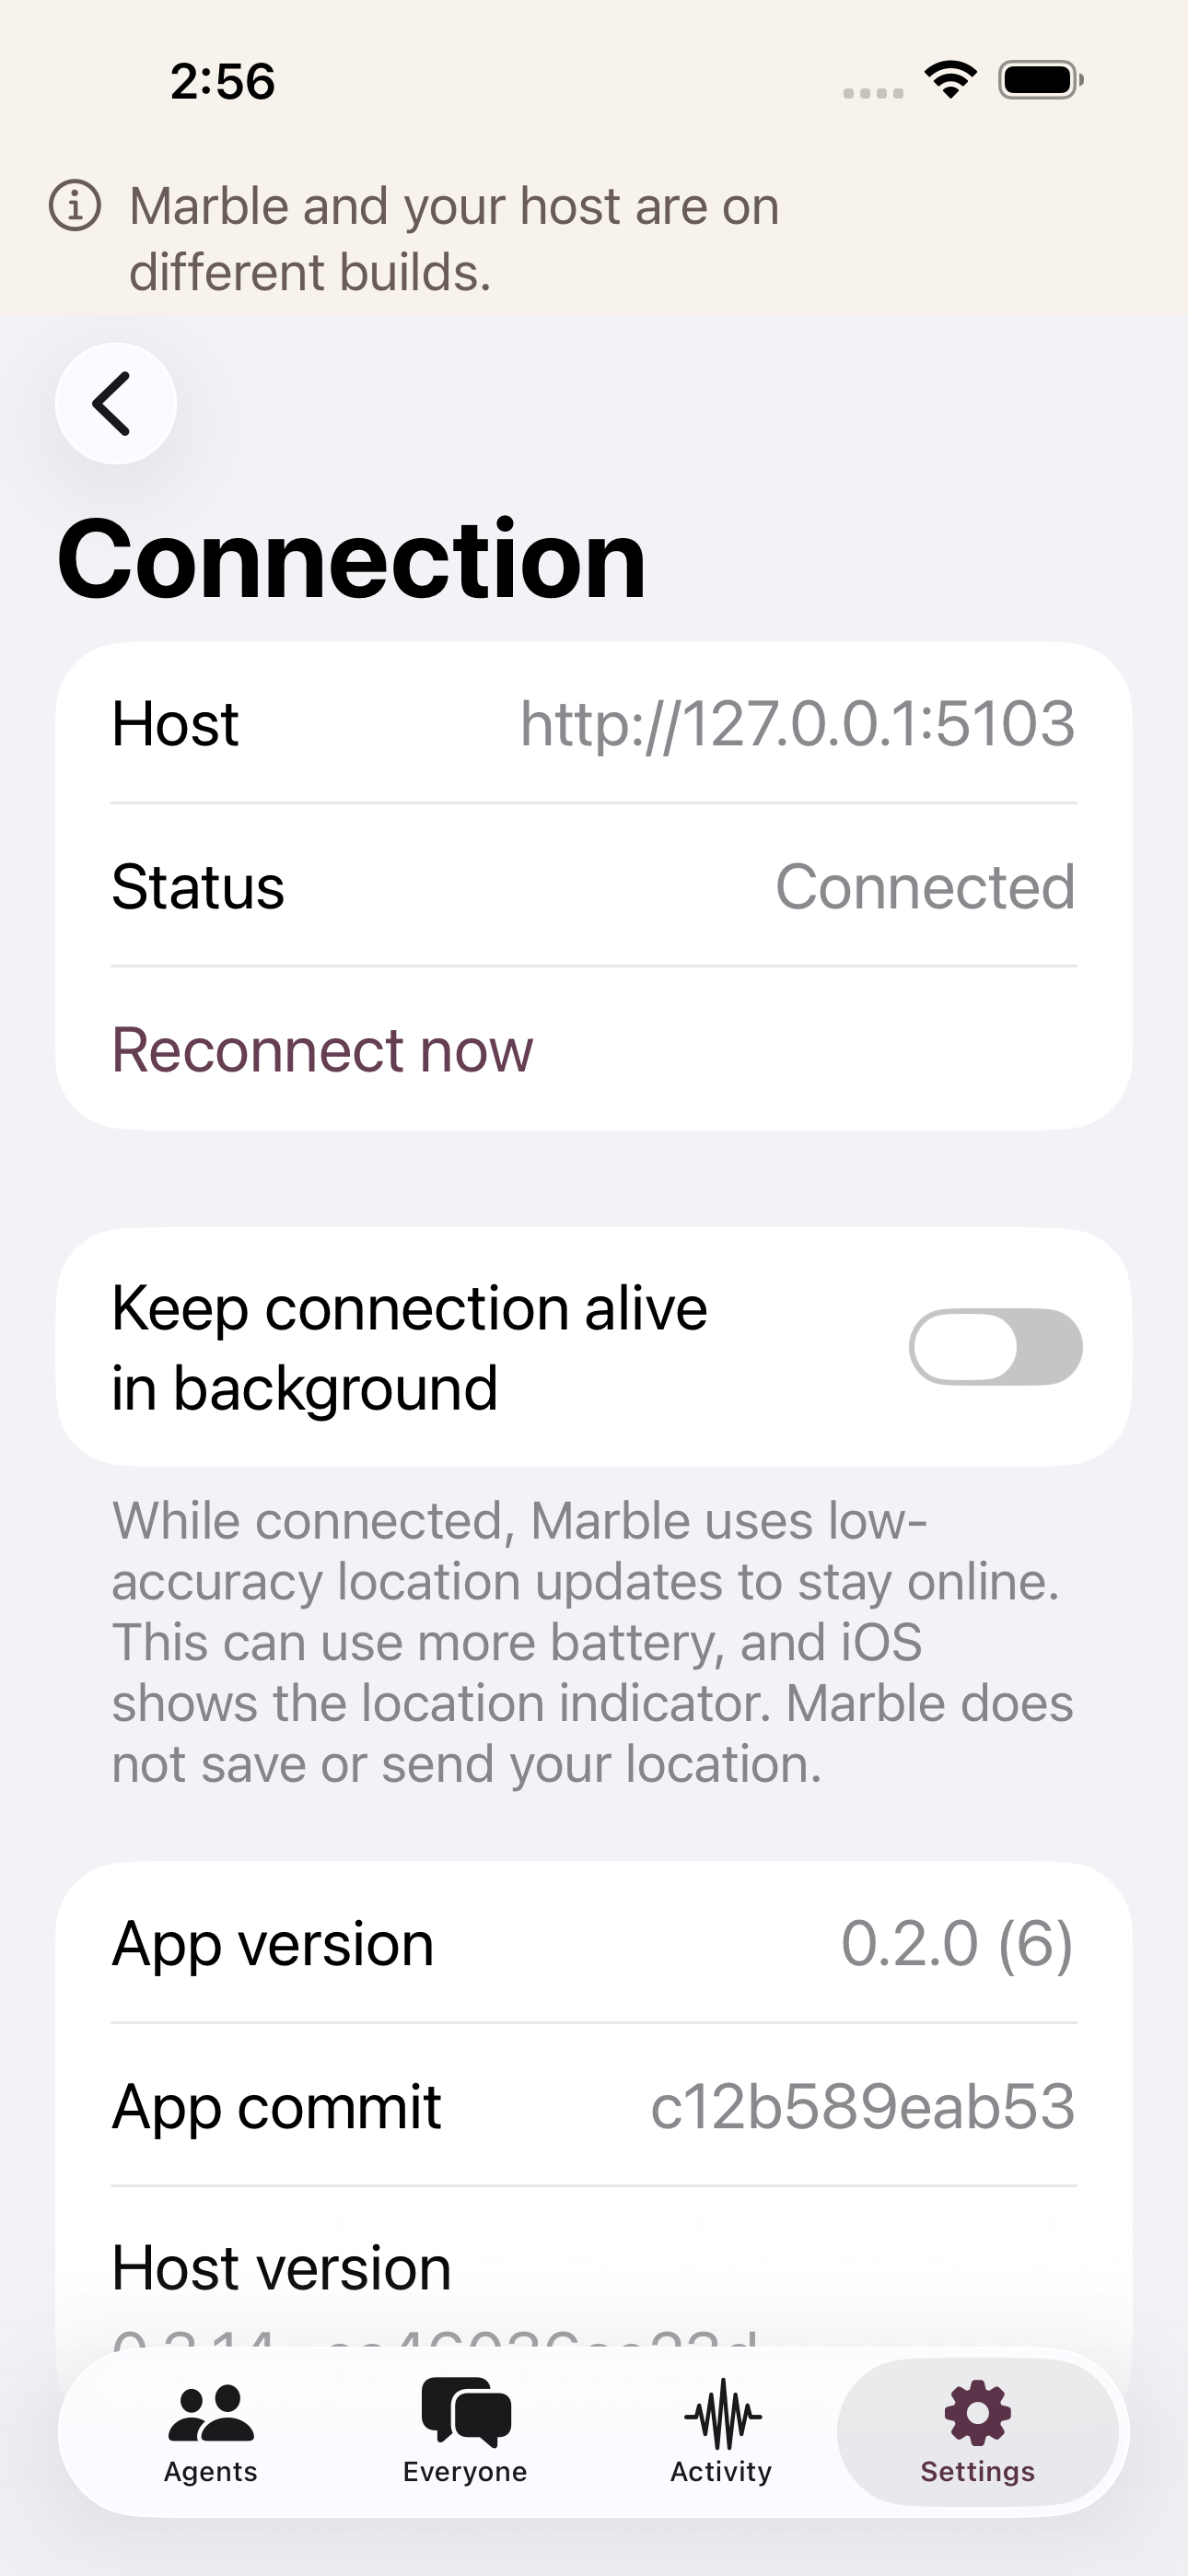 2:56
Marble and your host are on
different builds.
Connection
Host http://127.0.0.1:5103
Status Connected
Reconnect now
Keep connection alive
in background
While connected, Marble uses low-
accuracy location updates to stay online.
This can use more battery, and iOS
shows the location indicator. Marble does
not save or send your location.
App version 0.2.0 (6)
App commit c12b589eab53
Host version
Agents Everyone Activity Settings